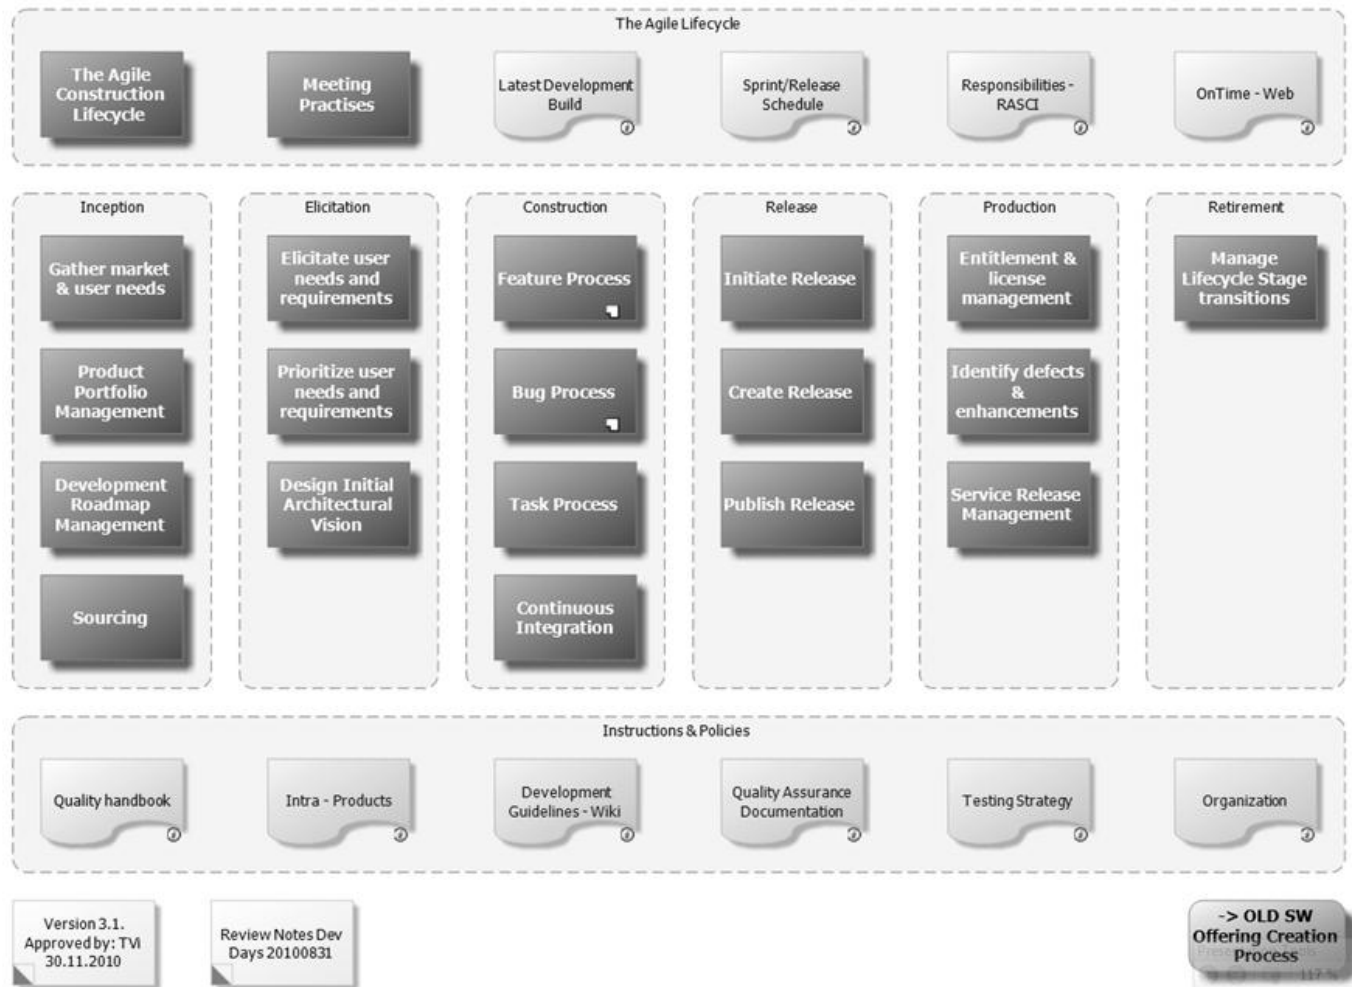 The Agile Lifecycle
The Agile
Construction
Lifecycle
Meeting
Practises
Latest Development
Build
Sprint/Release
Schedule
Responsibilities -
RASCI
OnTime - Web
Inception
Gather market
& user needs
Product
Portfolio
Management
Development
Roadmap
Management
Sourcing
Elicitation
Elicitate user
needs and
requirements
Prioritize user
needs and
requirements
Design Initial
Architectural
Vision
Construction
Feature Process
Bug Process
Task Process
Continuous
Integration
Release
Initiate Release
Create Release
Publish Release
Production
Entitlement &
license
management
Identify defects
&
enhancements
Service Release
Management
Retirement
Manage
Lifecycle Stage
transitions
Instructions & Policies
Quality handbook
Intra - Products
Development
Guidelines - Wiki
Quality Assurance
Documentation
Testing Strategy
Organization
Version 3.1.
Approved by: TVi
30.11.2010
Review Notes Dev
Days 20100831
-> OLD SW
Offering Creation
Process
117 %